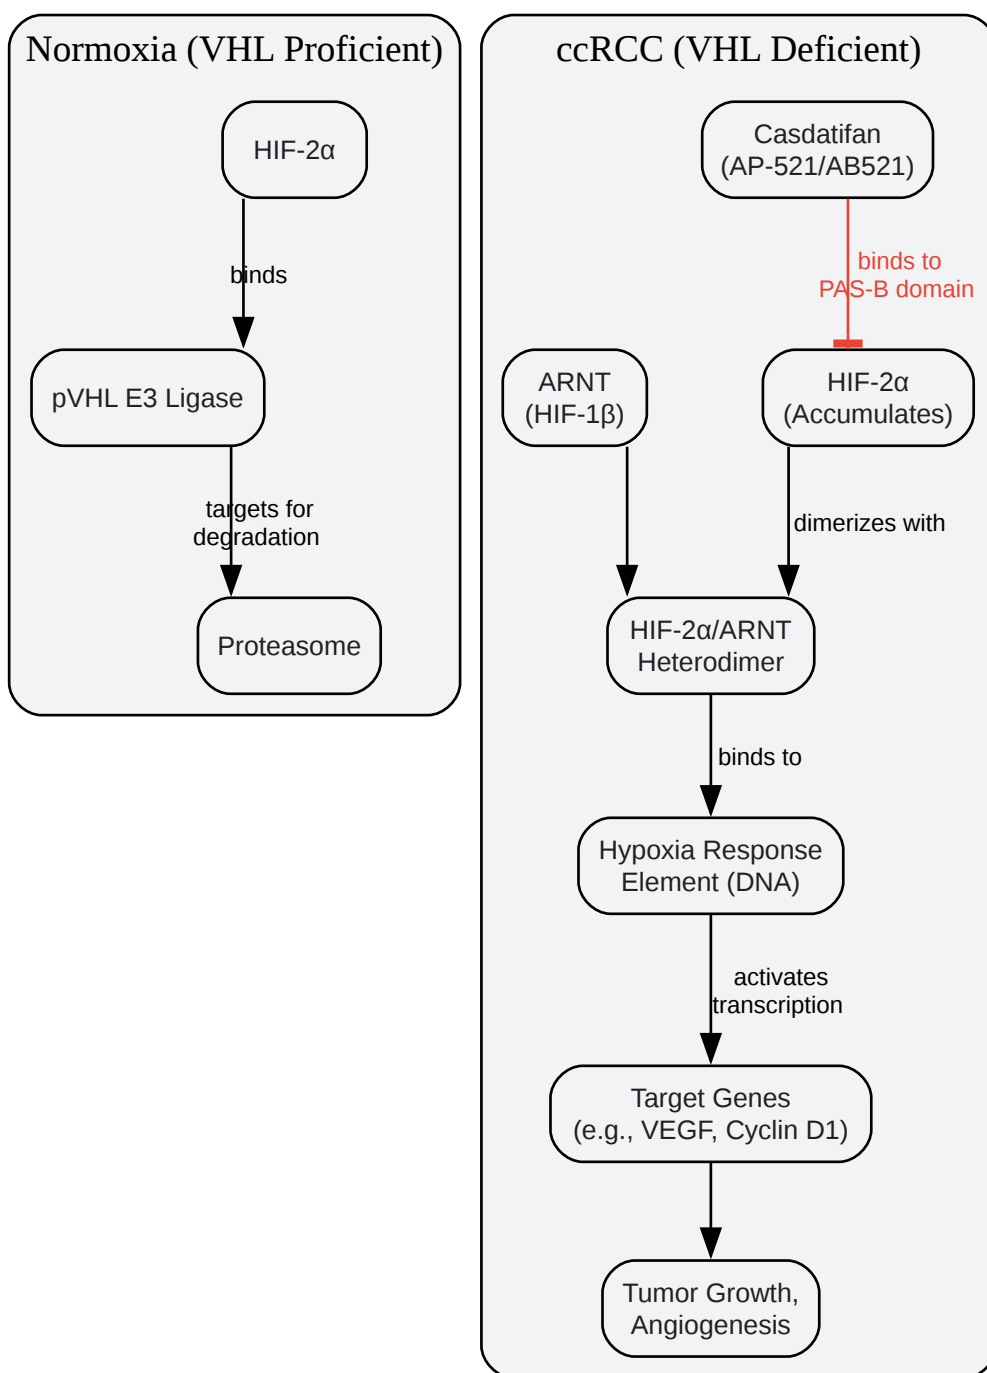 Normoxia (VHL Proficient)
HIF-2α
binds
pVHL E3 Ligase
targets for
degradation
Proteasome
ccRCC (VHL Deficient)
Casdatifan
(AP-521/AB521)
binds to
PAS-B domain
ARNT
(HIF-1β)
HIF-2α
(Accumulates)
dimerizes with
HIF-2α/ARNT
Heterodimer
binds to
Hypoxia Response
Element (DNA)
activates
transcription
Target Genes
(e.g., VEGF, Cyclin D1)
Tumor Growth,
Angiogenesis